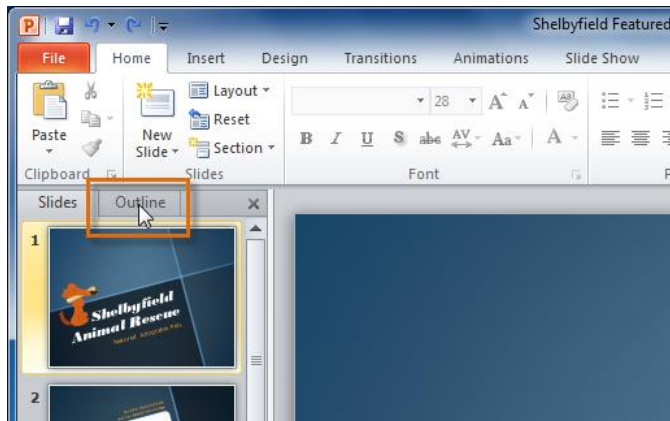 Shelbyfield Featured
File Home Insert Design Transitions Animations Slide Show
Paste
New Slide
Layout
Reset
Section
28
A A Aa
B I U S abc AV Aa A
Clipboard Slides Font
Slides Outline
1
Shelbyfield
Animal Rescue
2